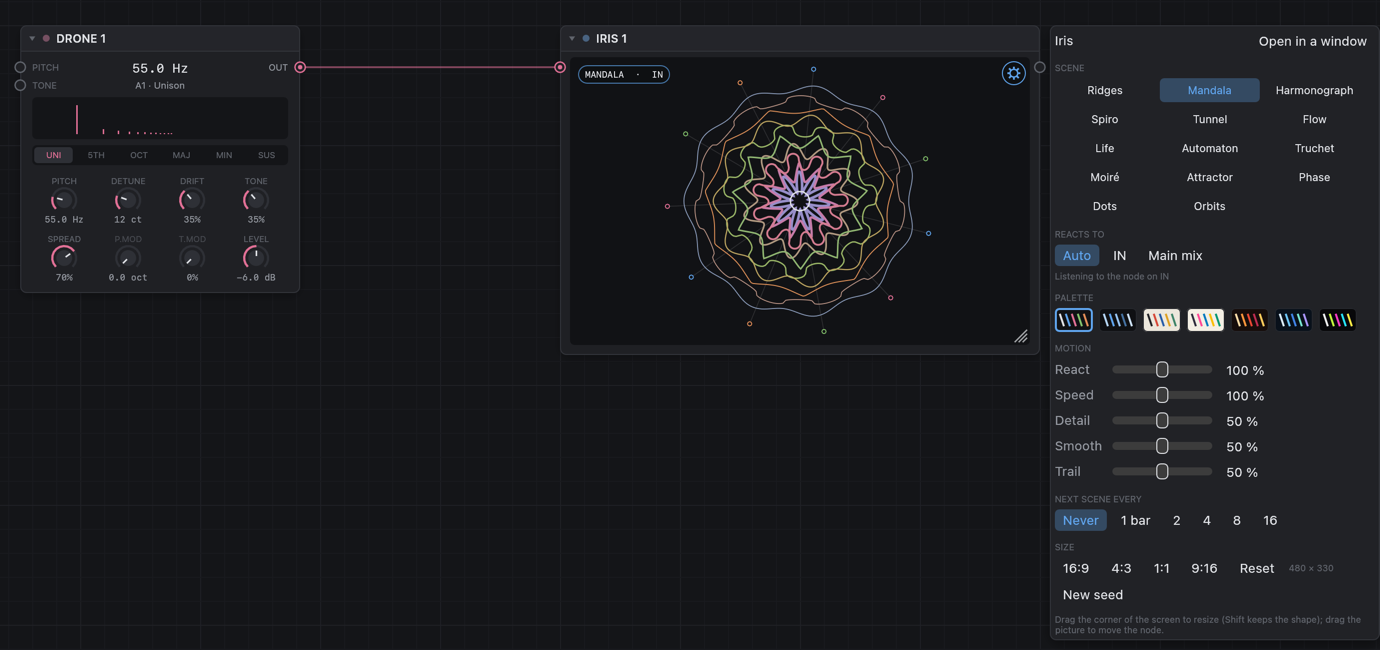 DRONE 1
PITCH
55.0 Hz
OUT
TONE
A1 · Unison
UNI 5TH OCT MAJ MIN SUS
PITCH DETUNE DRIFT TONE
55.0 Hz 12 ct 35% 35%
SPREAD P.MOD T.MOD LEVEL
70% 0.0 oct 0% −6.0 dB
IRIS 1
MANDALA · IN
Iris
Open in a window
SCENE
Ridges Mandala Harmonograph
Spiro Tunnel Flow
Life Automaton Truchet
Moiré Attractor Phase
Dots Orbits
REACTS TO
Auto IN Main mix
Listening to the node on IN
PALETTE
MOTION
React 100 %
Speed 100 %
Detail 50 %
Smooth 50 %
Trail 50 %
NEXT SCENE EVERY
Never 1 bar 2 4 8 16
SIZE
16:9 4:3 1:1 9:16 Reset 480 × 330
New seed
Drag the corner of the screen to resize (Shift keeps the shape); drag the
picture to move the node.